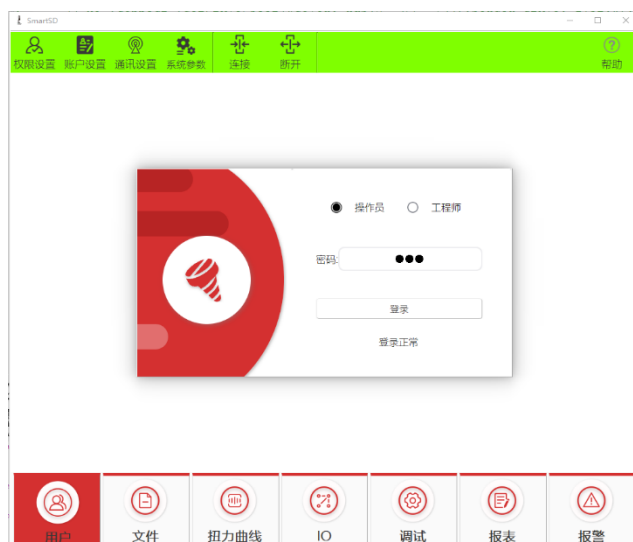 SmartSD
权限设置 账户设置 通讯设置 系统参数 连接 断开 帮助
操作员 工程师
密码:
登录
登录正常
用户 文件 扭力曲线 IO 调试 报表 报警